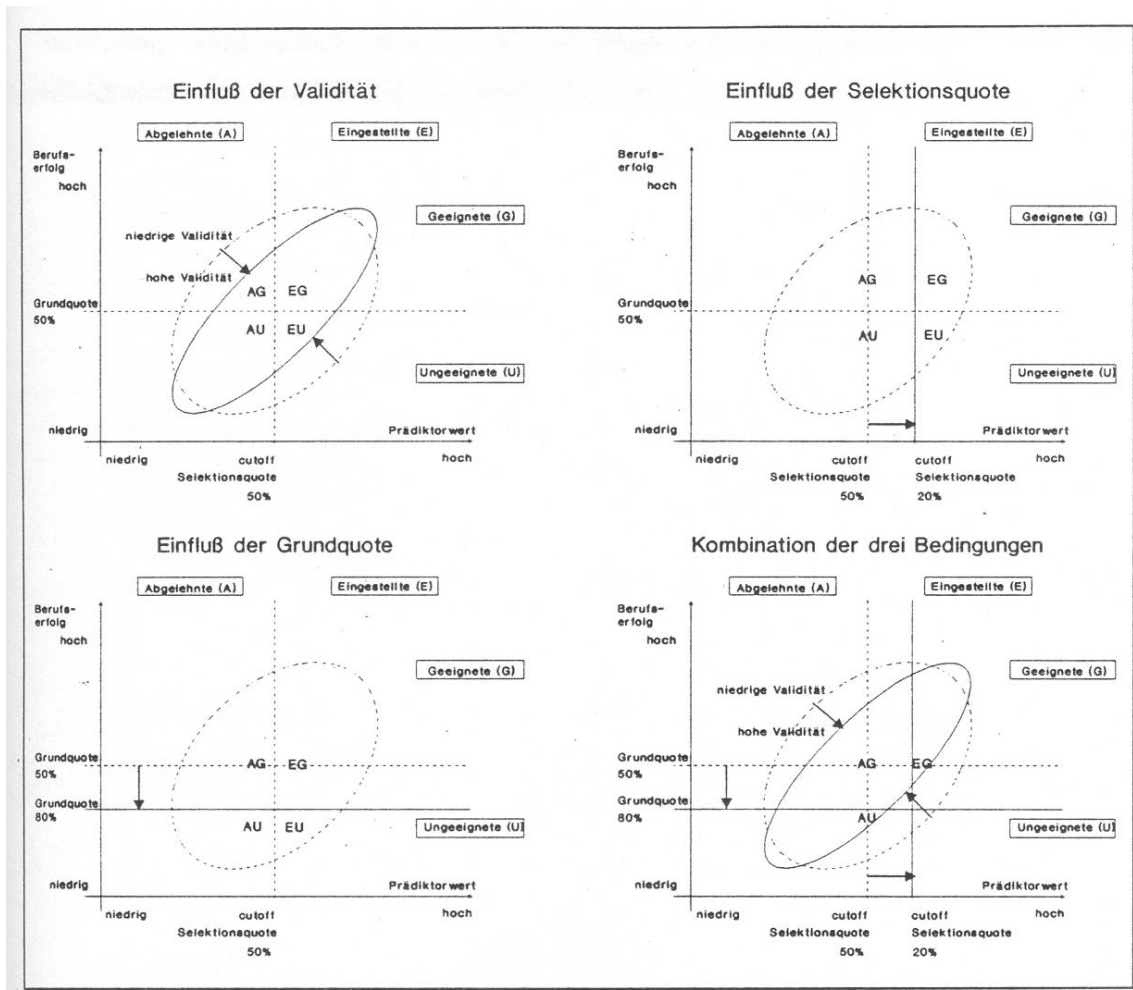 Einfluß der Validität
Abgelehnte (A)
Eingestellte (E)
Berufs-
erfolg
hoch
Geeignete (G)
niedrige Validität
hohe Validität
AG
EG
Grundquote
50%
AU
EU
Ungeeignete (U)
niedrig
Prädiktorwert
niedrig
cutoff
hoch
Selektionsquote
50%
Einfluß der Selektionsquote
Abgelehnte (A)
Eingestellte (E)
Berufs-
erfolg
hoch
Geeignete (G)
AG
EG
Grundquote
50%
AU
EU
Ungeeignete (U)
niedrig
Prädiktorwert
niedrig
cutoff
cutoff
hoch
Selektionsquote
Selektionsquote
50%
20%
Einfluß der Grundquote
Abgelehnte (A)
Eingestellte (E)
Berufs-
erfolg
hoch
Geeignete (G)
Grundquote
50%
AG
EG
Grundquote
80%
AU
EU
Ungeeignete (U)
niedrig
Prädiktorwert
niedrig
cutoff
hoch
Selektionsquote
50%
Kombination der drei Bedingungen
Abgelehnte (A)
Eingestellte (E)
Berufs-
erfolg
hoch
Geeignete (G)
niedrige Validität
hohe Validität
Grundquote
50%
AG
EG
Grundquote
80%
AU
Ungeeignete (U)
niedrig
Prädiktorwert
niedrig
cutoff
cutoff
hoch
Selektionsquote
Selektionsquote
50%
20%